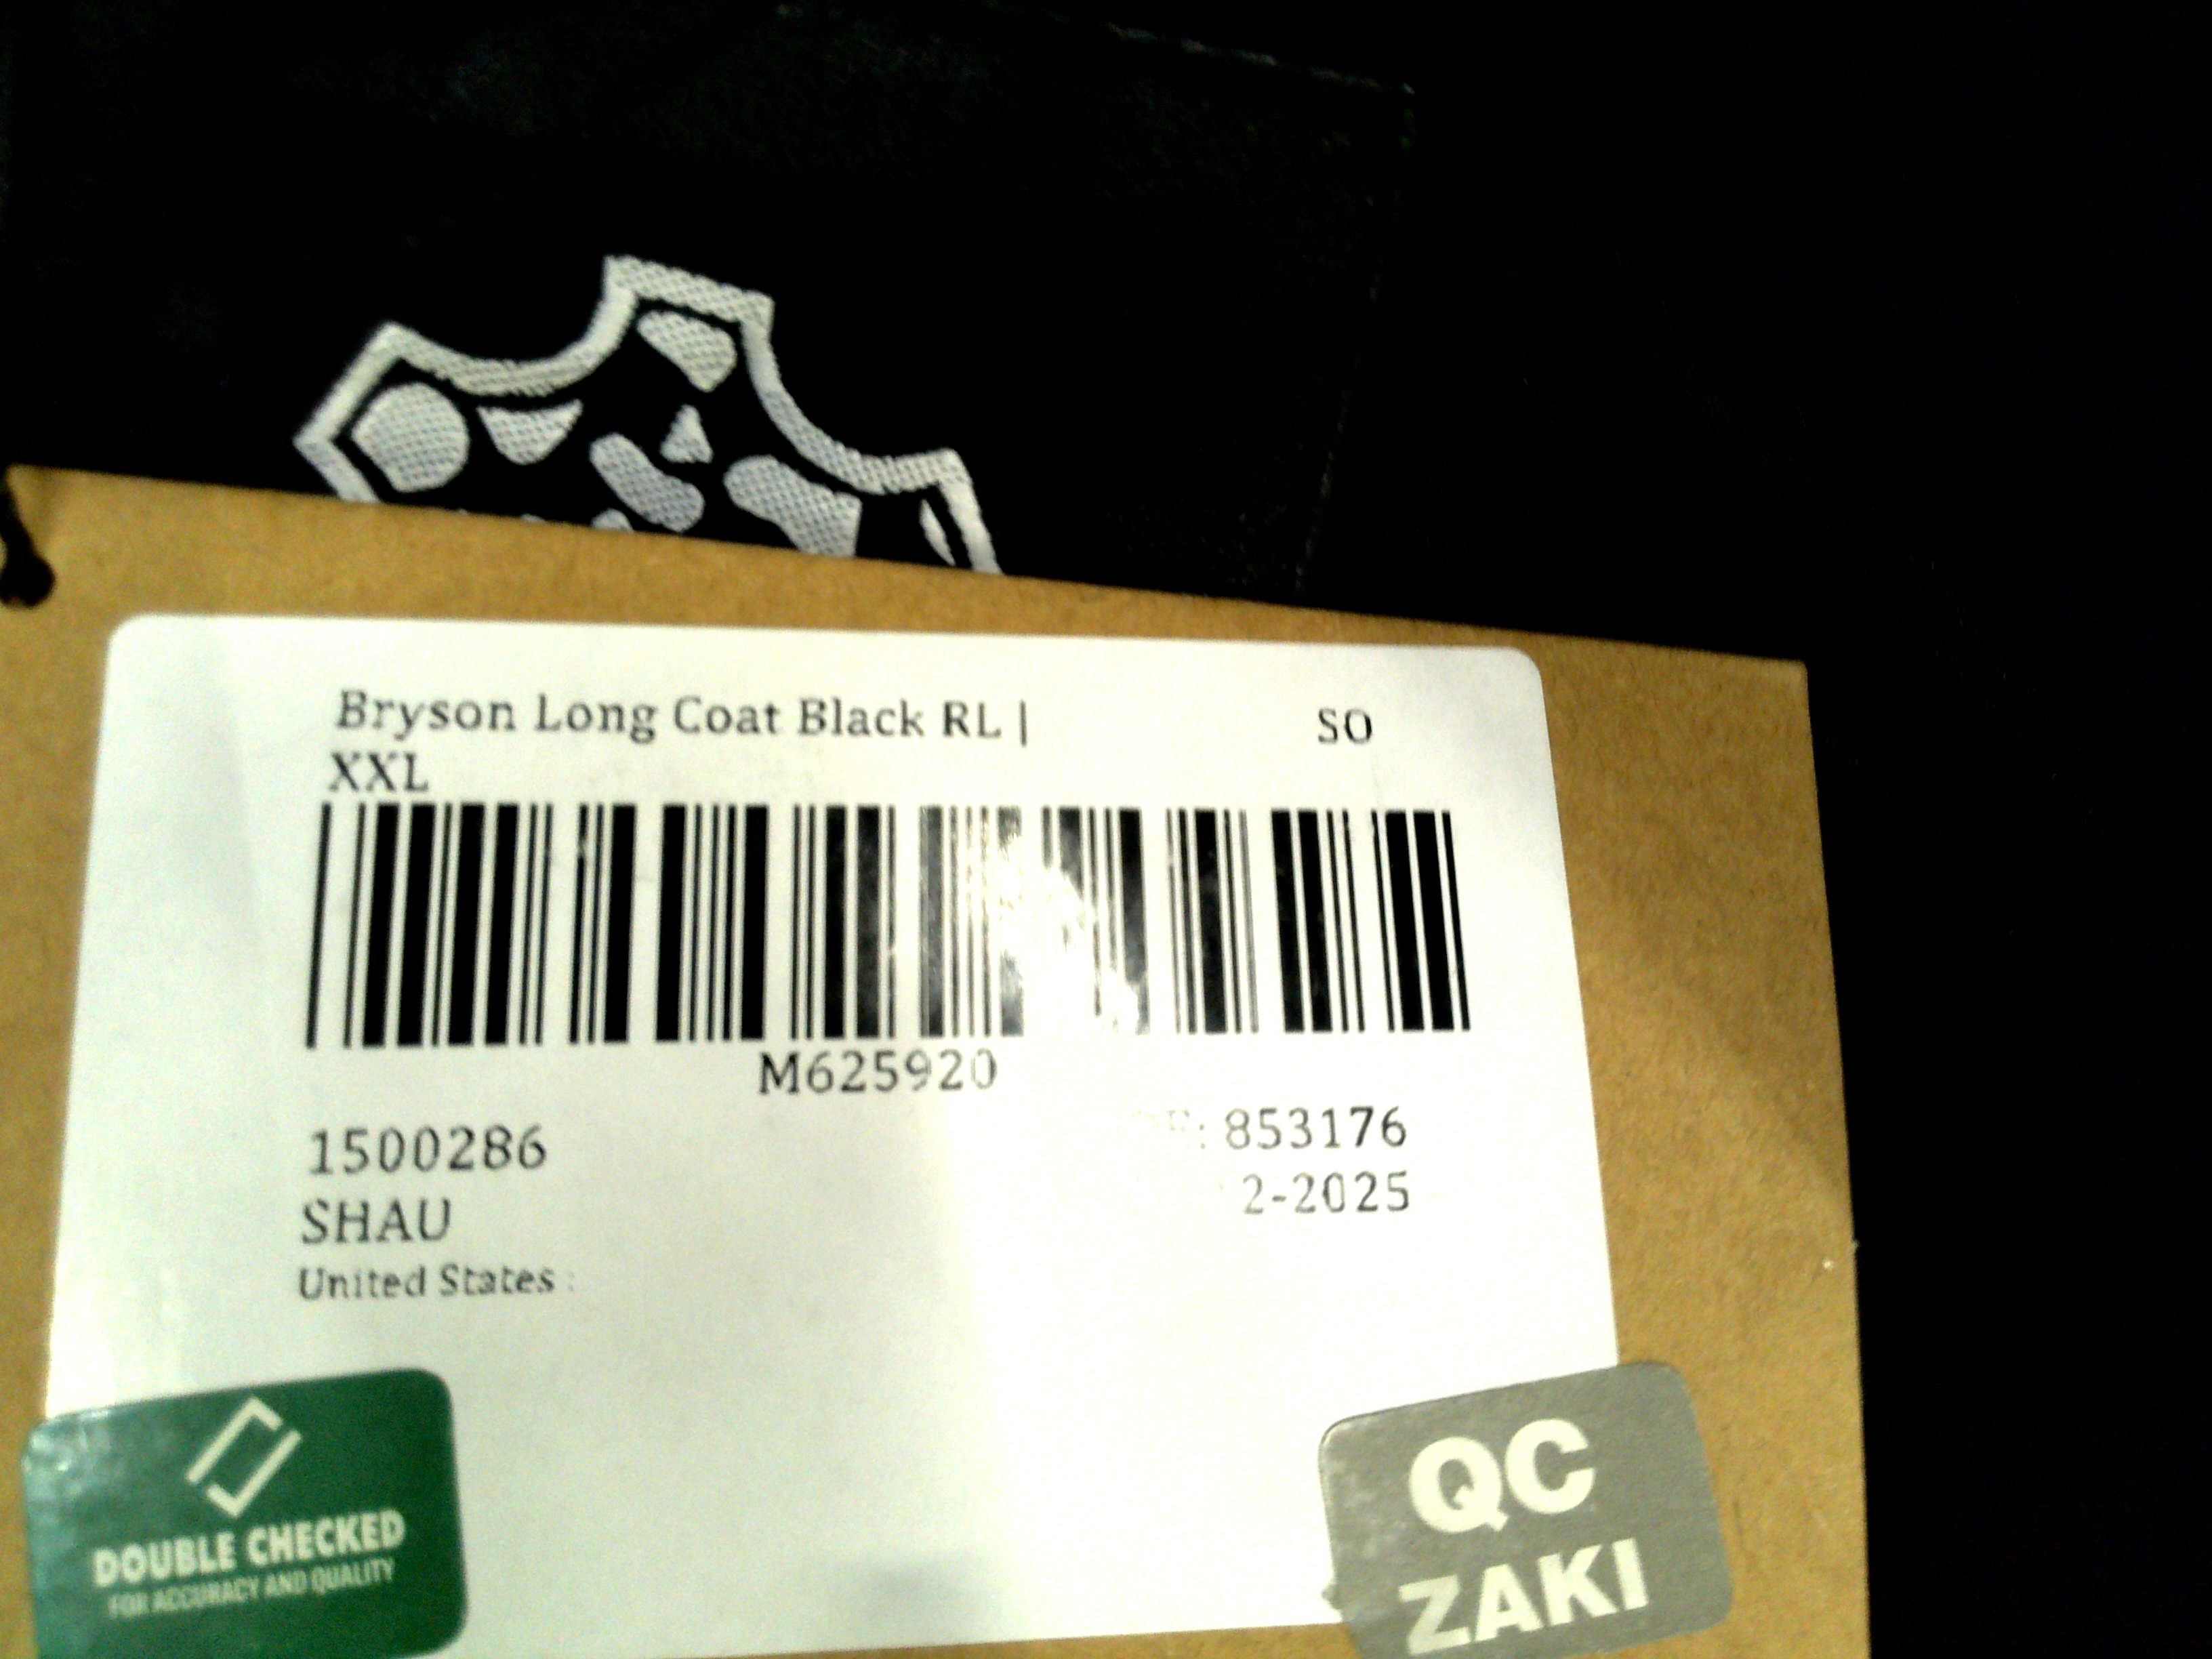 Bryson Long Coat Black RL |
XXL
SO
M625920
1500286
853176
SHAU
2-2025
United States :
DOUBLE CHECKED
FOR ACCURACY AND QUALITY
QC
ZAKI